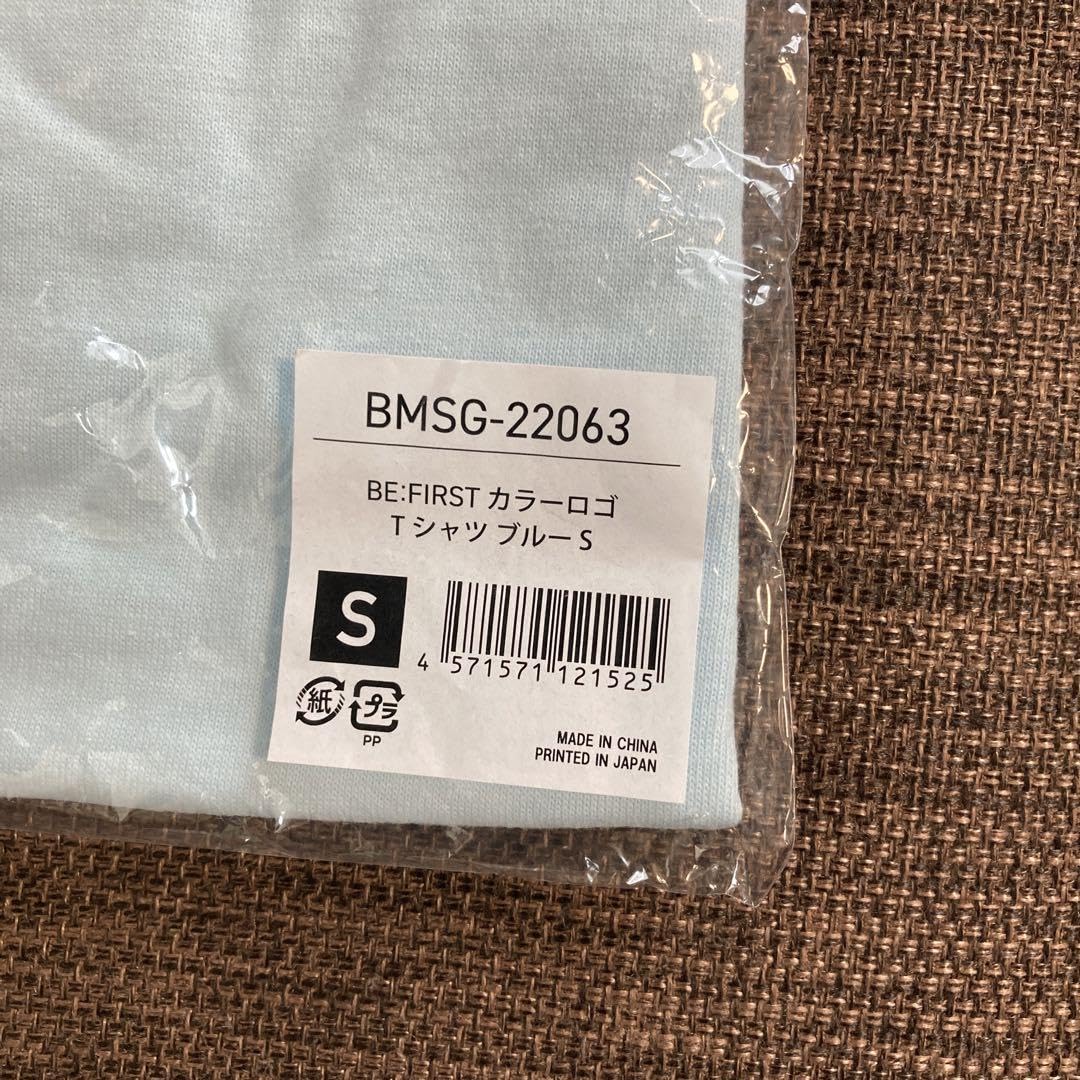 BMSG-22063
BE:FIRST カラーロゴ
Tシャツ ブルー S
S
4 571571 121525
紙 プラ
PP
MADE IN CHINA
PRINTED IN JAPAN